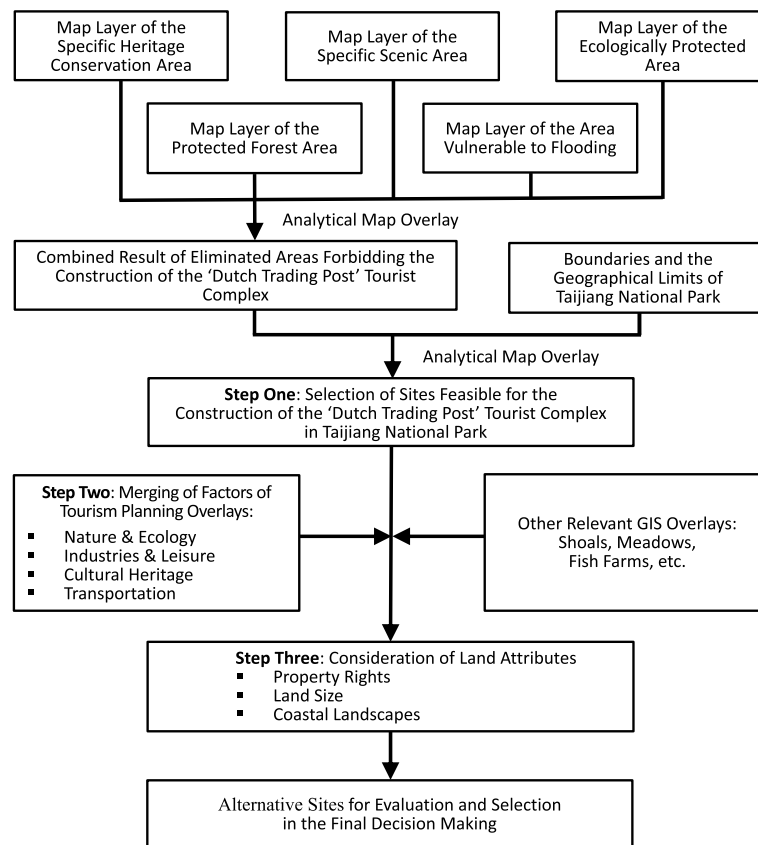 Map Layer of the
Specific Heritage
Conservation Area
Map Layer of the
Specific Scenic Area
Map Layer of the
Ecologically Protected
Area
Map Layer of the
Protected Forest Area
Map Layer of the Area
Vulnerable to Flooding
Analytical Map Overlay
Combined Result of Eliminated Areas Forbidding the
Construction of the ‘Dutch Trading Post’ Tourist
Complex
Boundaries and the
Geographical Limits of
Taijiang National Park
Analytical Map Overlay
Step One: Selection of Sites Feasible for the
Construction of the ‘Dutch Trading Post’ Tourist Complex
in Taijiang National Park
Step Two: Merging of Factors of
Tourism Planning Overlays:
▪ Nature & Ecology
▪ Industries & Leisure
▪ Cultural Heritage
▪ Transportation
Other Relevant GIS Overlays:
Shoals, Meadows,
Fish Farms, etc.
Step Three: Consideration of Land Attributes
▪ Property Rights
▪ Land Size
▪ Coastal Landscapes
Alternative Sites for Evaluation and Selection
in the Final Decision Making